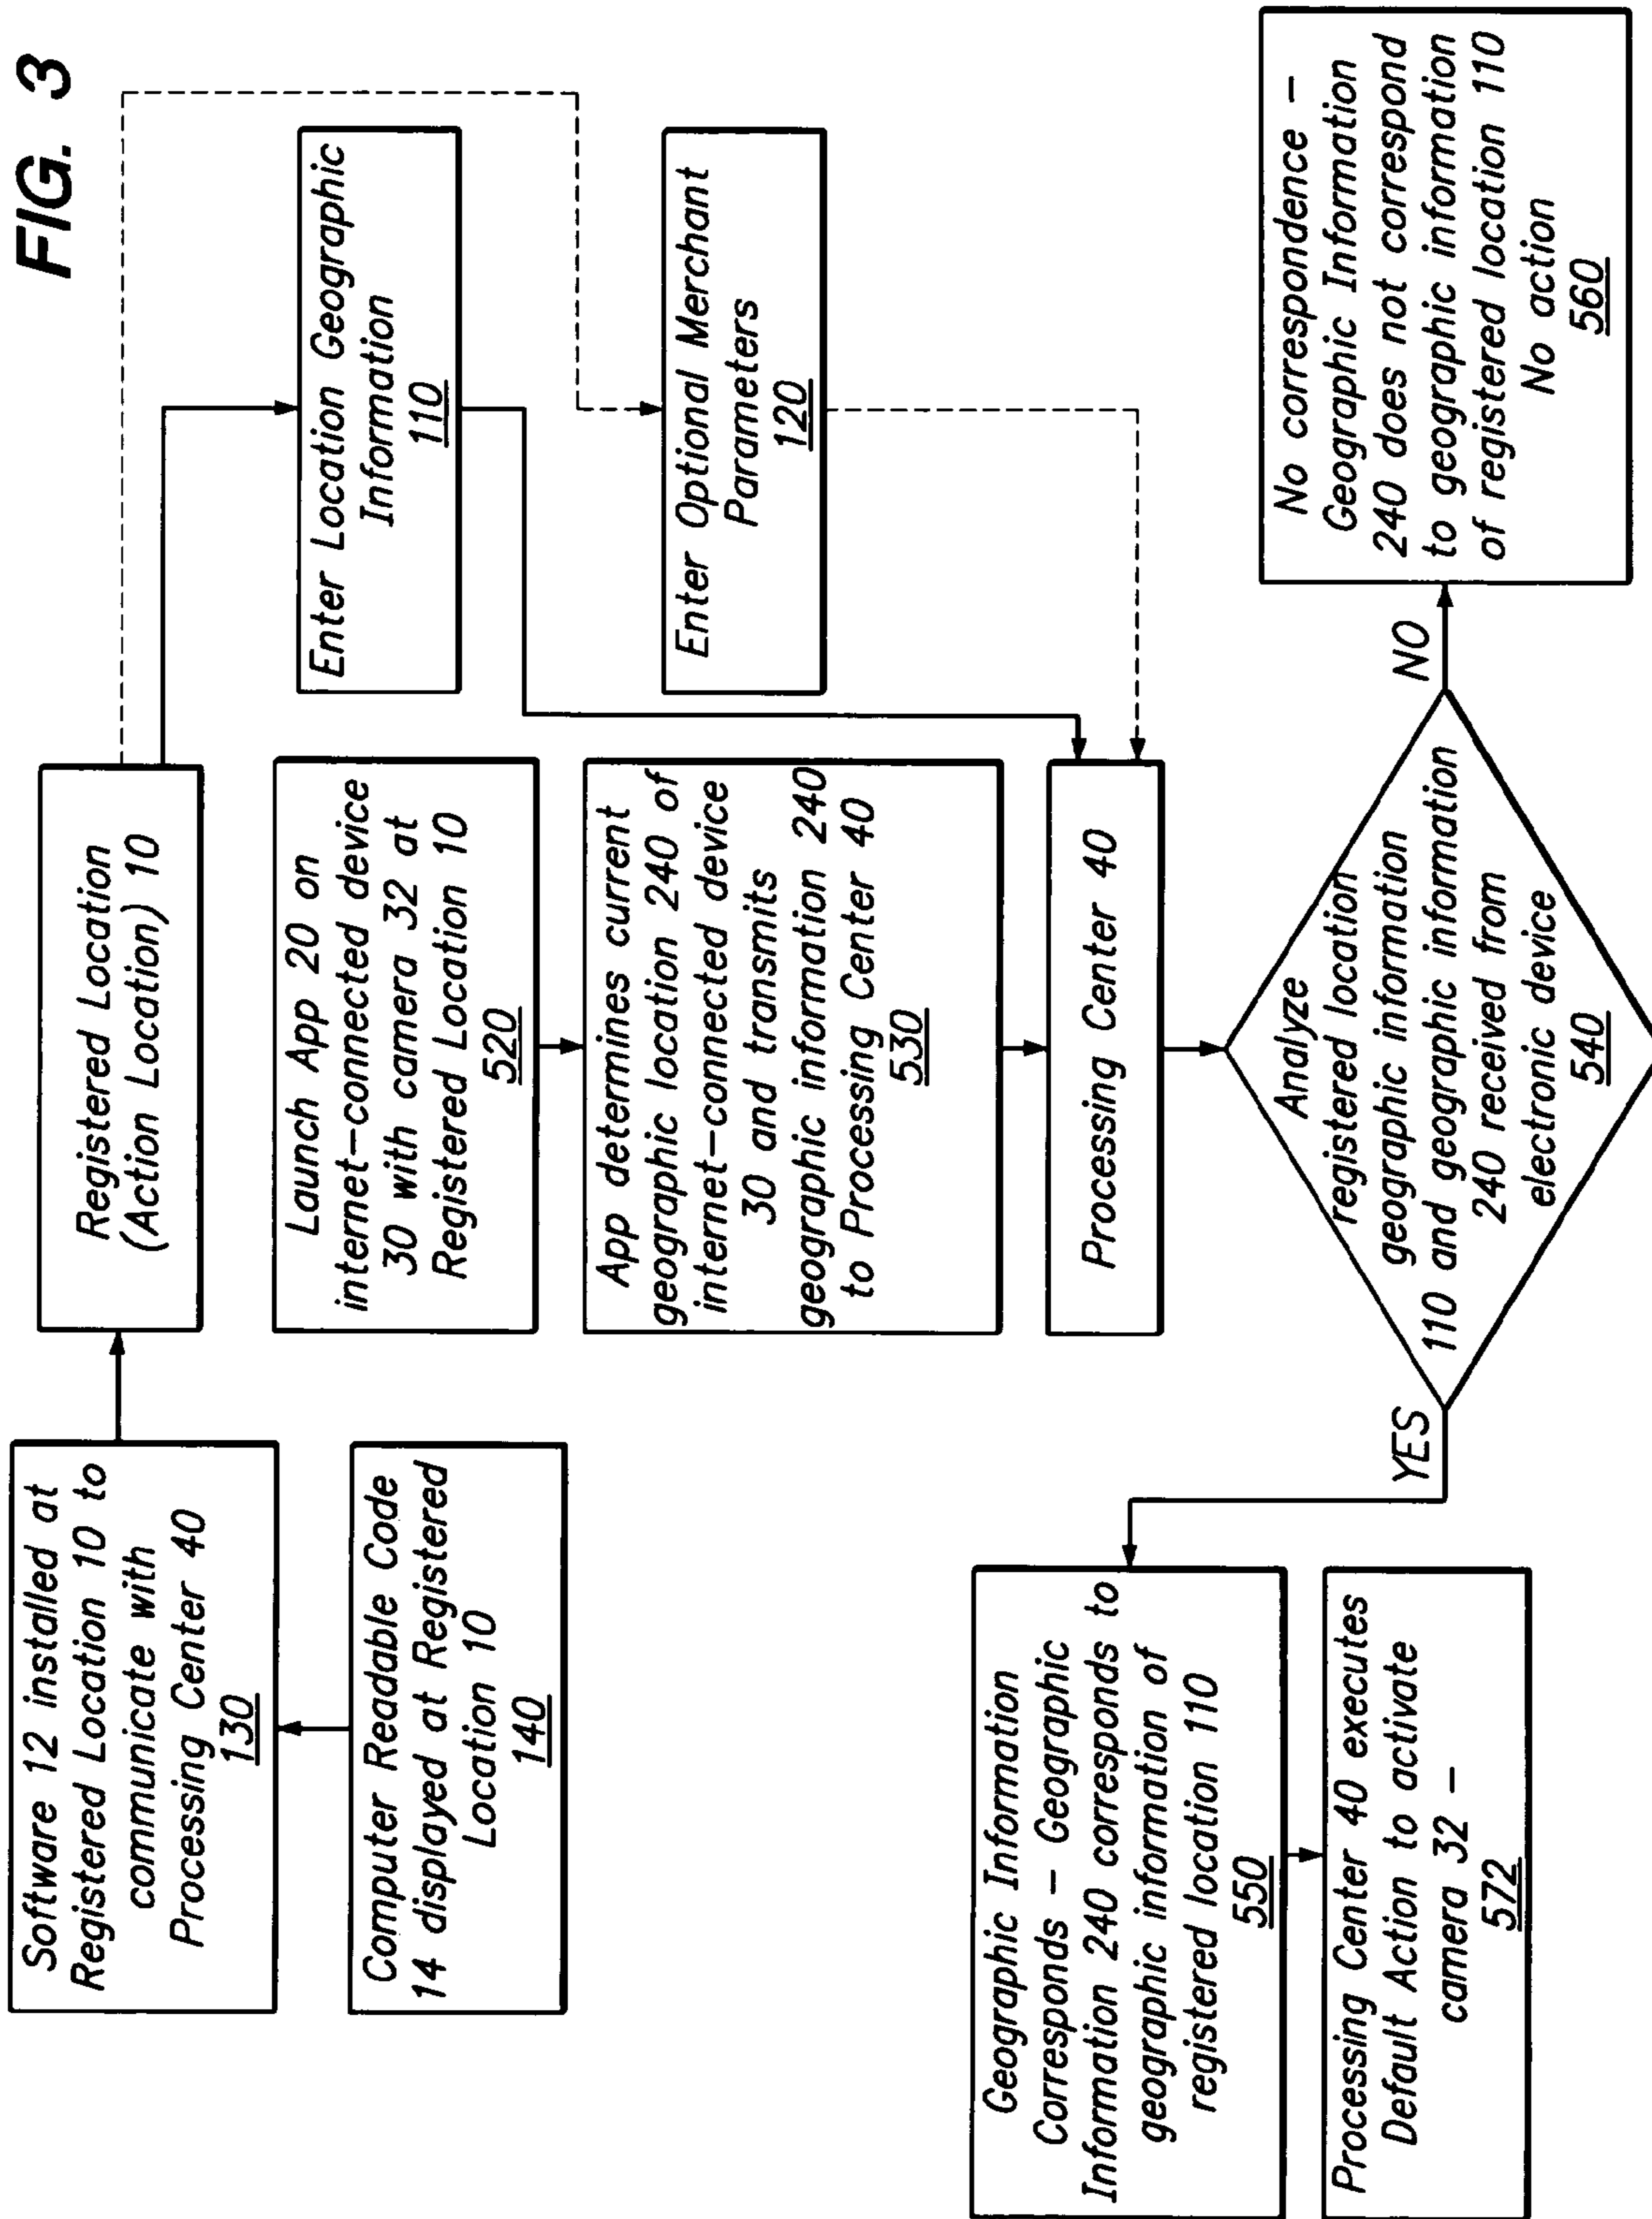 FIG. 3
Software 12 installed at
Registered Location 10 to
communicate with
Processing Center 40
130
Computer Readable Code
14 displayed at Registered
Location 10
140
Registered Location
(Action Location) 10
Enter Location Geographic
Information
110
Enter Optional Merchant
Parameters
120
Launch App 20 on
internet-connected device
30 with camera 32 at
Registered Location 10
520
App determines current
geographic location 240 of
internet-connected device
30 and transmits
geographic information 240
to Processing Center 40
530
Processing Center 40
Analyze
registered location
geographic information
110 and geographic information
240 received from
electronic device
540
YES
NO
Geographic Information
Corresponds – Geographic
Information 240 corresponds to
geographic information of
registered location 110
550
Processing Center 40 executes
Default Action to activate
camera 32 –
572
No correspondence –
Geographic Information
240 does not correspond
to geographic information
of registered location 110
No action
560